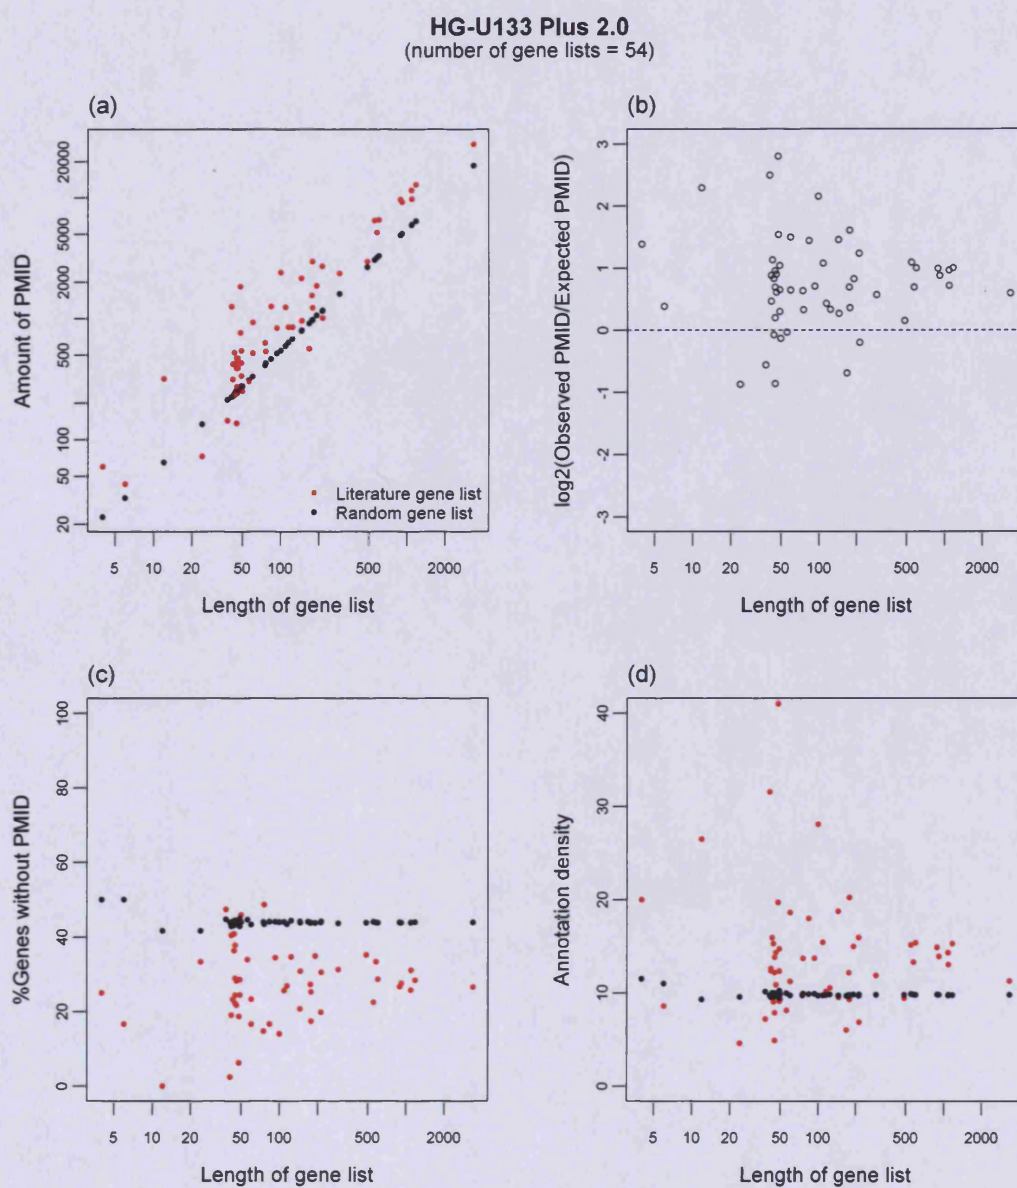 HG-U133 Plus 2.0
(number of gene lists = 54)
(a)
Amount of PMID
20000
5000
2000
500
100
50
20
Literature gene list
Random gene list
5 10 20 50 100 500 2000
Length of gene list
(b)
log2(Observed PMID/Expected PMID)
3
2
1
0
-1
-2
-3
5 10 20 50 100 500 2000
Length of gene list
(c)
%Genes without PMID
100
80
60
40
20
0
5 10 20 50 100 500 2000
Length of gene list
(d)
Annotation density
40
30
20
10
0
5 10 20 50 100 500 2000
Length of gene list